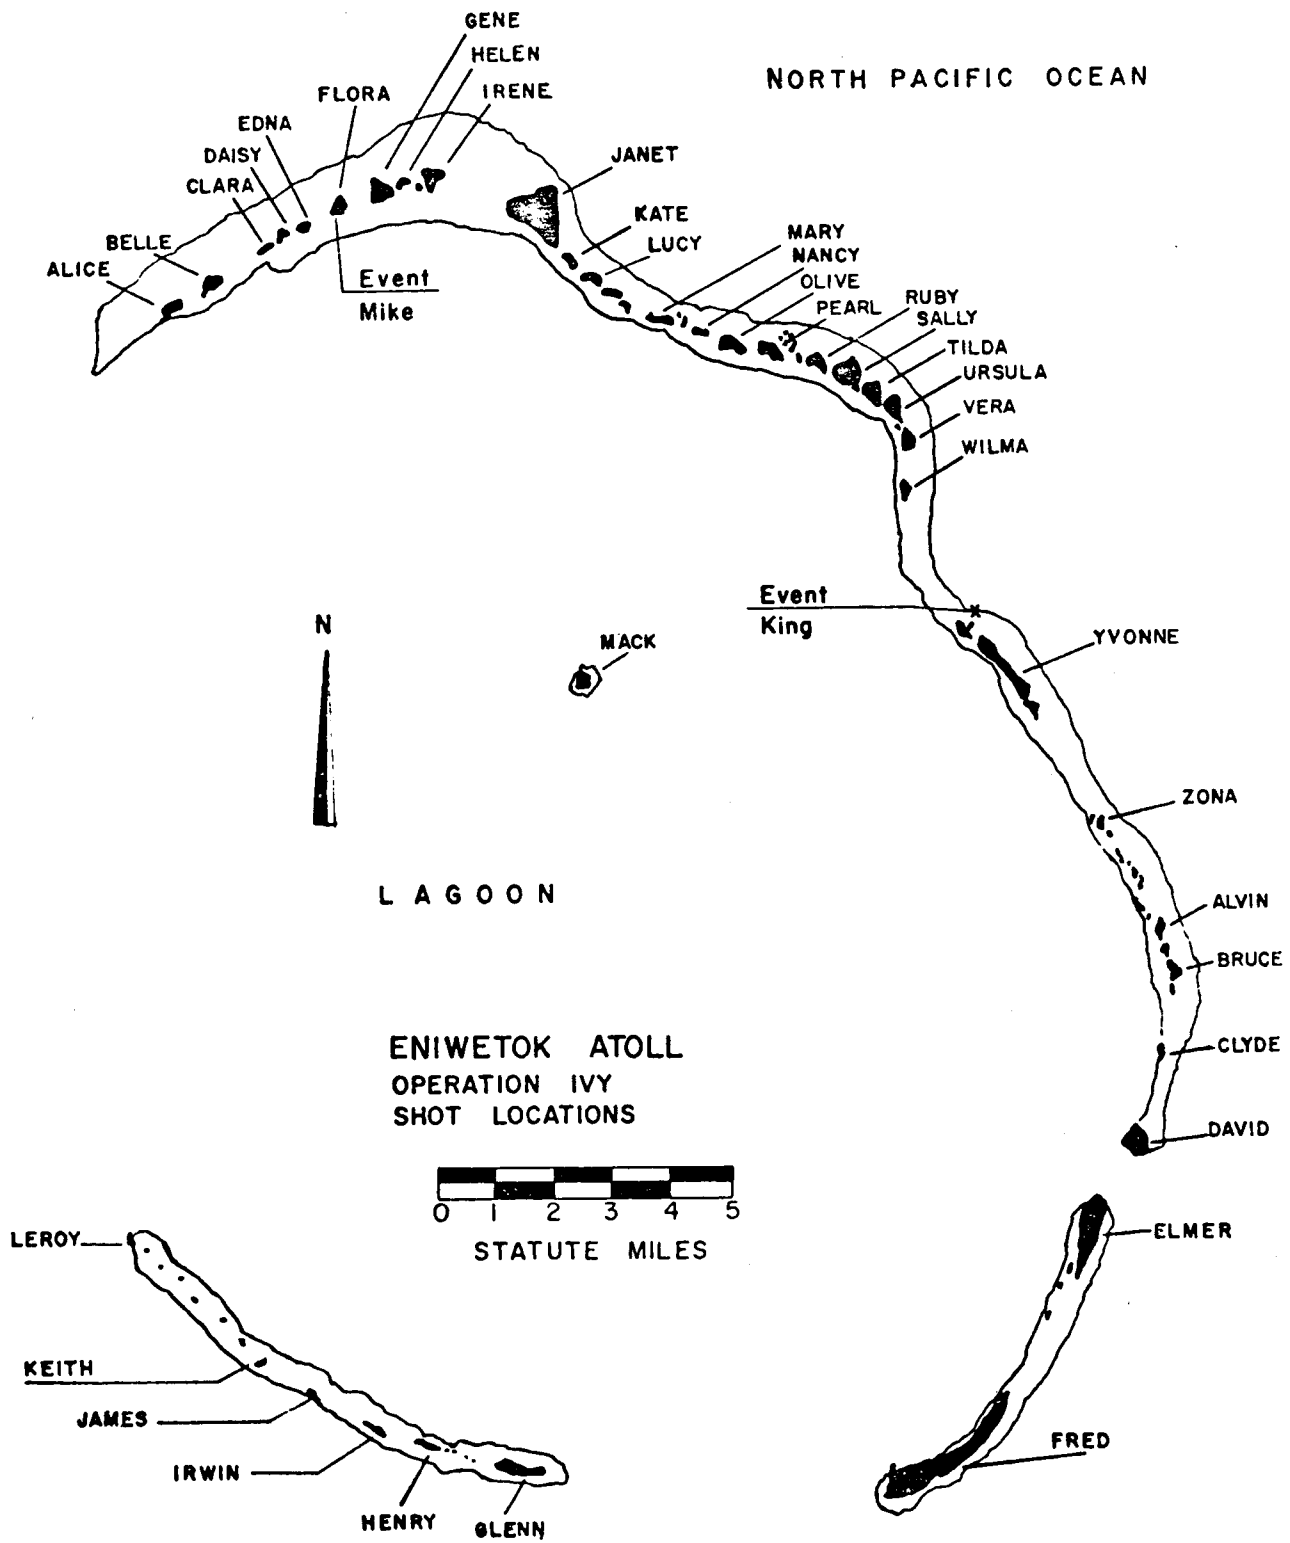 GENE
HELEN
IRENE
NORTH PACIFIC OCEAN
FLORA
EDNA
DAISY
CLARA
BELLE
ALICE
JANET
KATE
LUCY
MARY
NANCY
OLIVE
PEARL
RUBY
SALLY
TILDA
URSULA
VERA
WILMA
Event
Mike
Event
King
N
MACK
YVONNE
ZONA
LAGOON
ALVIN
BRUCE
CLYDE
DAVID
ENIWETOK ATOLL
OPERATION IVY
SHOT LOCATIONS
0 1 2 3 4 5
STATUTE MILES
LEROY
ELMER
KEITH
JAMES
IRWIN
HENRY
GLENN
FRED